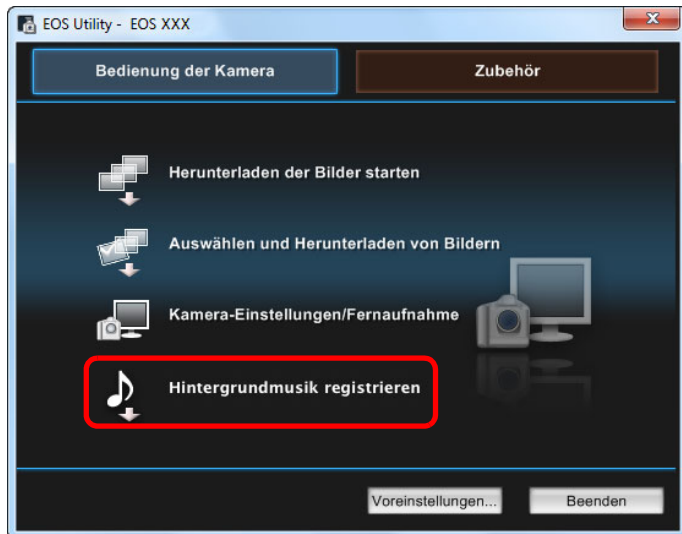 EOS Utility - EOS XXX
Bedienung der Kamera
Zubehör
Herunterladen der Bilder starten
Auswählen und Herunterladen von Bildern
Kamera-Einstellungen/Fernaufnahme
Hintergrundmusik registrieren
Voreinstellungen...
Beenden